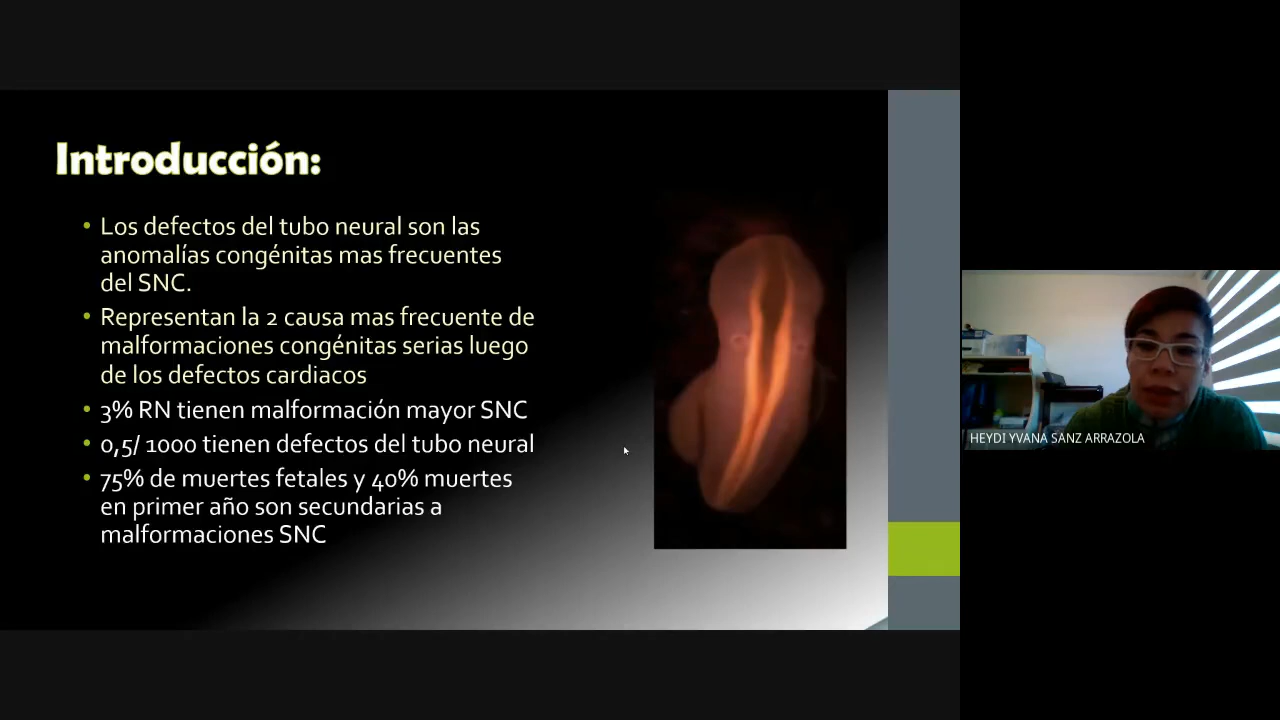 Introducción:
• Los defectos del tubo neural son las
anomalías congénitas mas frecuentes
del SNC.
• Representan la 2 causa mas frecuente de
malformaciones congénitas serias luego
de los defectos cardiacos
• 3% RN tienen malformación mayor SNC
• 0,5/ 1000 tienen defectos del tubo neural
• 75% de muertes fetales y 40% muertes
en primer año son secundarias a
malformaciones SNC
HEYDI YVANA SANZ ARRAZOLA